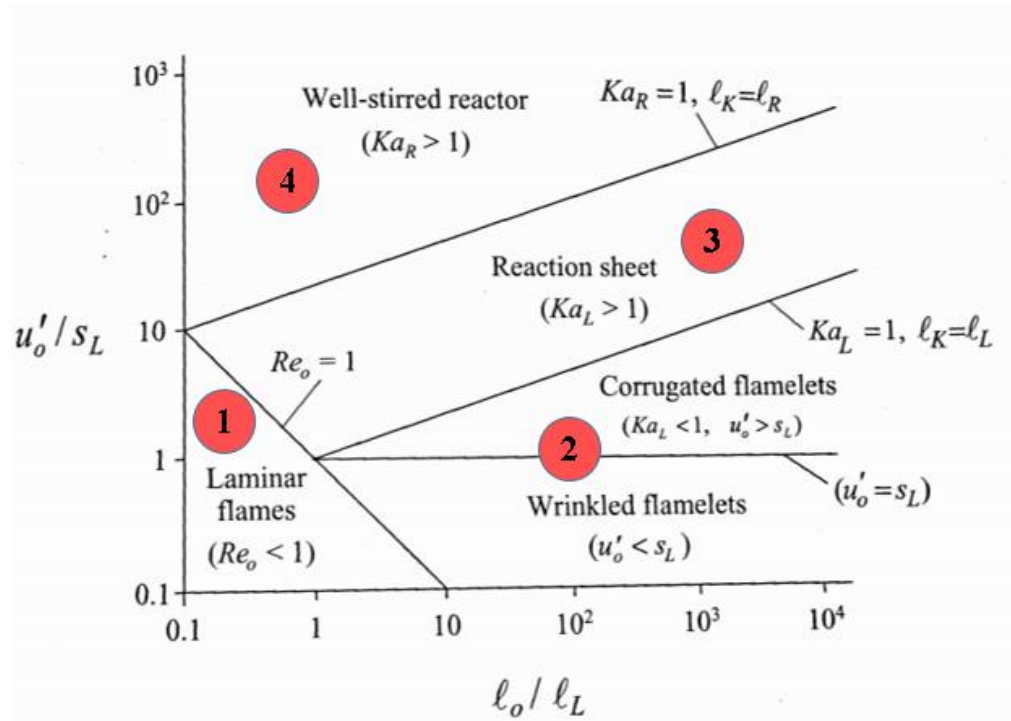 10³
Well-stirred reactor
(Ka_R > 1)
Ka_R = 1, ℓ_K=ℓ_R
4
10²
3
Reaction sheet
(Ka_L > 1)
u′_o / s_L
10
Re_o = 1
Ka_L = 1, ℓ_K=ℓ_L
Corrugated flamelets
(Ka_L <1, u′_o > s_L)
1
2
1
Laminar
flames
(Re_o < 1)
(u′_o = s_L)
Wrinkled flamelets
(u′_o < s_L)
0.1
0.1 1 10 10² 10³ 10⁴
ℓ_o / ℓ_L